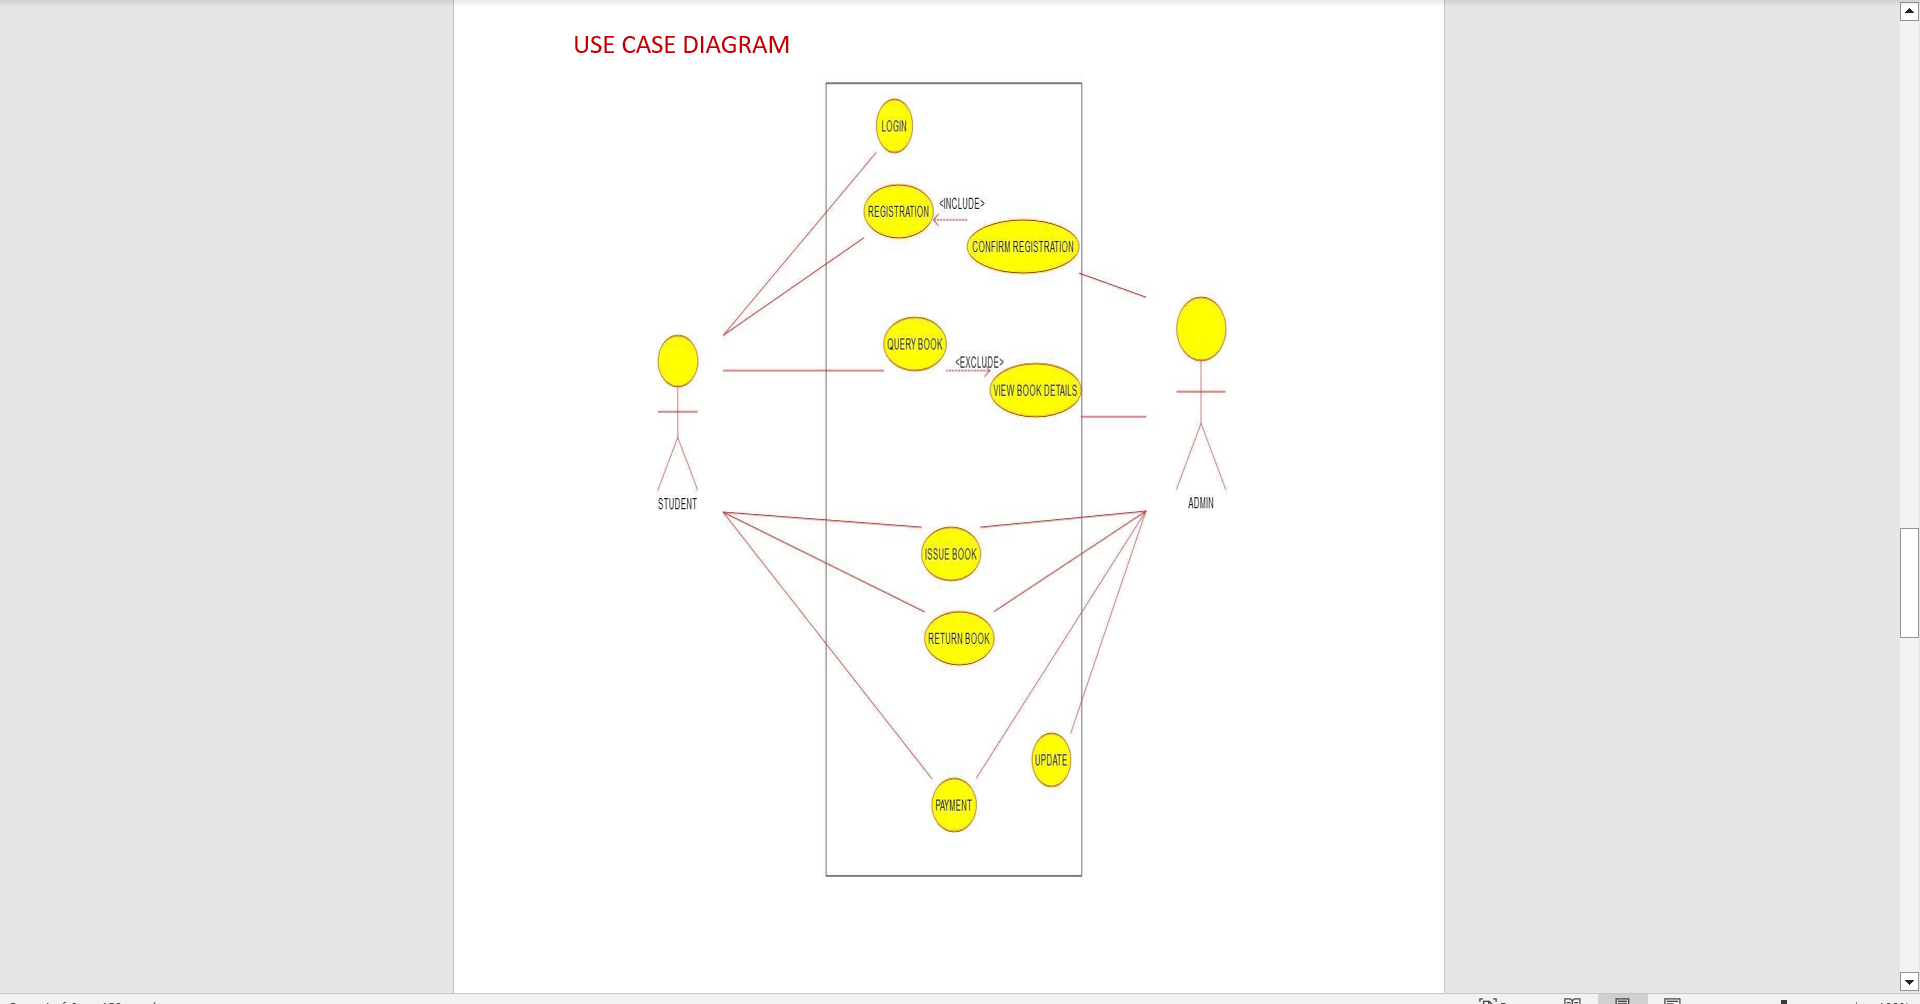 USE CASE DIAGRAM
LOGIN
REGISTRATION
<INCLUDE>
CONFIRM REGISTRATION
QUERY BOOK
<EXCLUDE>
VIEW BOOK DETAILS
STUDENT
ADMIN
ISSUE BOOK
RETURN BOOK
UPDATE
PAYMENT